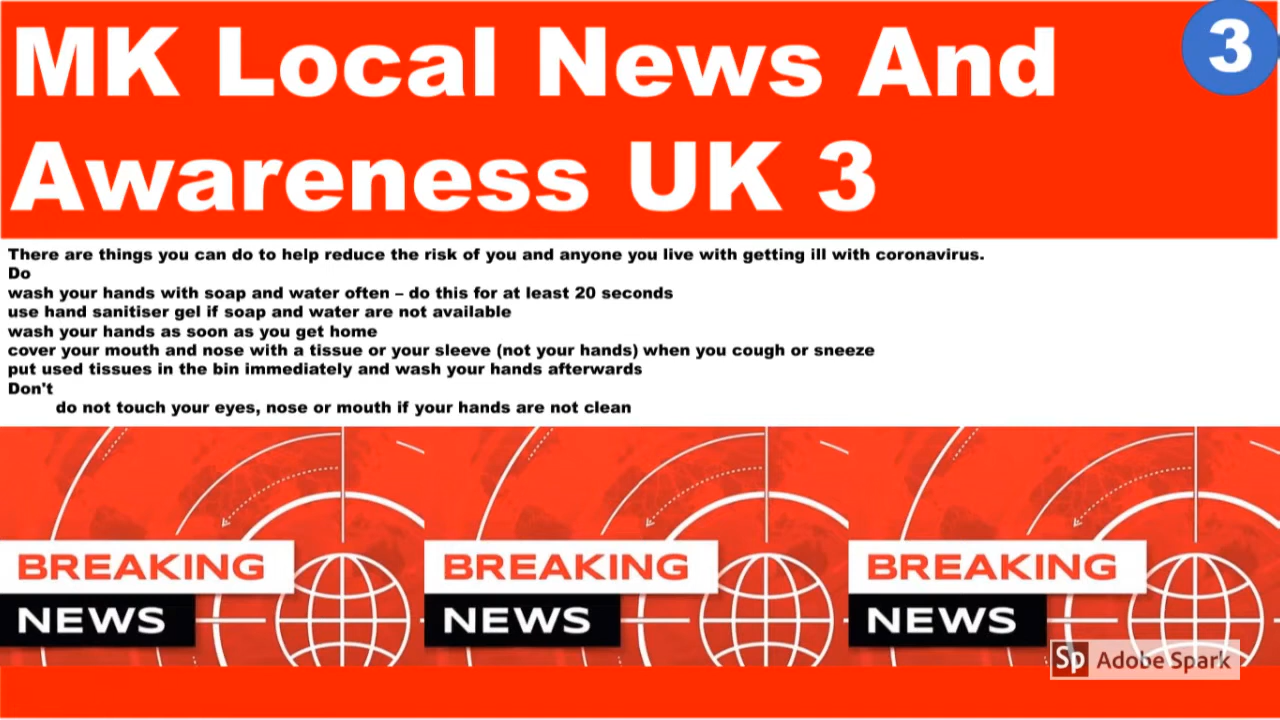 MK Local News And
Awareness UK 3
3
There are things you can do to help reduce the risk of you and anyone you live with getting ill with coronavirus.
Do
wash your hands with soap and water often – do this for at least 20 seconds
use hand sanitiser gel if soap and water are not available
wash your hands as soon as you get home
cover your mouth and nose with a tissue or your sleeve (not your hands) when you cough or sneeze
put used tissues in the bin immediately and wash your hands afterwards
Don't
do not touch your eyes, nose or mouth if your hands are not clean
BREAKING
NEWS
BREAKING
NEWS
BREAKING
NEWS
Sp Adobe Spark